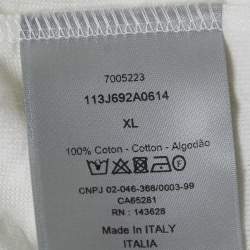 7005223
113J692A0614
XL
100% Coton - Cotton - Algodão
CNPJ 02-046-366/0003-99
CA65281
RN : 143628
Made In ITALY
ITALIA